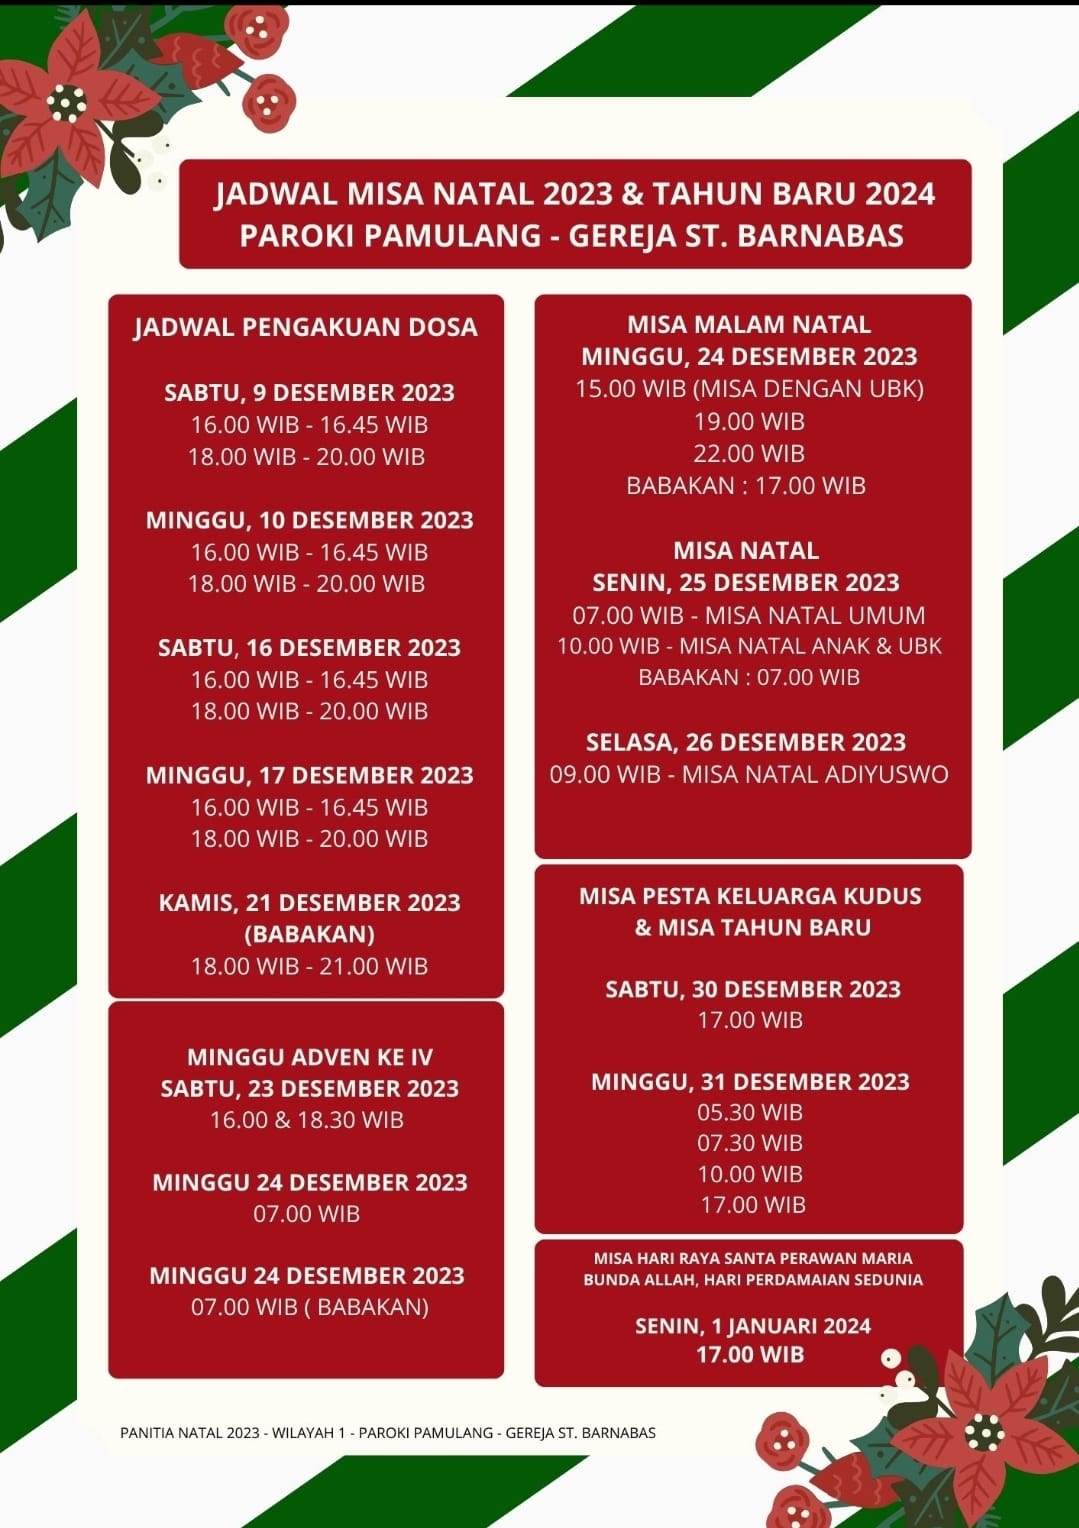 JADWAL MISA NATAL 2023 & TAHUN BARU 2024
PAROKI PAMULANG - GEREJA ST. BARNABAS
JADWAL PENGAKUAN DOSA
SABTU, 9 DESEMBER 2023
16.00 WIB - 16.45 WIB
18.00 WIB - 20.00 WIB
MINGGU, 10 DESEMBER 2023
16.00 WIB - 16.45 WIB
18.00 WIB - 20.00 WIB
SABTU, 16 DESEMBER 2023
16.00 WIB - 16.45 WIB
18.00 WIB - 20.00 WIB
MINGGU, 17 DESEMBER 2023
16.00 WIB - 16.45 WIB
18.00 WIB - 20.00 WIB
KAMIS, 21 DESEMBER 2023
(BABAKAN)
18.00 WIB - 21.00 WIB
MINGGU ADVEN KE IV
SABTU, 23 DESEMBER 2023
16.00 & 18.30 WIB
MINGGU 24 DESEMBER 2023
07.00 WIB
MINGGU 24 DESEMBER 2023
07.00 WIB ( BABAKAN)
MISA MALAM NATAL
MINGGU, 24 DESEMBER 2023
15.00 WIB (MISA DENGAN UBK)
19.00 WIB
22.00 WIB
BABAKAN : 17.00 WIB
MISA NATAL
SENIN, 25 DESEMBER 2023
07.00 WIB - MISA NATAL UMUM
10.00 WIB - MISA NATAL ANAK & UBK
BABAKAN : 07.00 WIB
SELASA, 26 DESEMBER 2023
09.00 WIB - MISA NATAL ADIYUSWO
MISA PESTA KELUARGA KUDUS
& MISA TAHUN BARU
SABTU, 30 DESEMBER 2023
17.00 WIB
MINGGU, 31 DESEMBER 2023
05.30 WIB
07.30 WIB
10.00 WIB
17.00 WIB
MISA HARI RAYA SANTA PERAWAN MARIA
BUNDA ALLAH, HARI PERDAMAIAN SEDUNIA
SENIN, 1 JANUARI 2024
17.00 WIB
PANITIA NATAL 2023 - WILAYAH 1 - PAROKI PAMULANG - GEREJA ST. BARNABAS